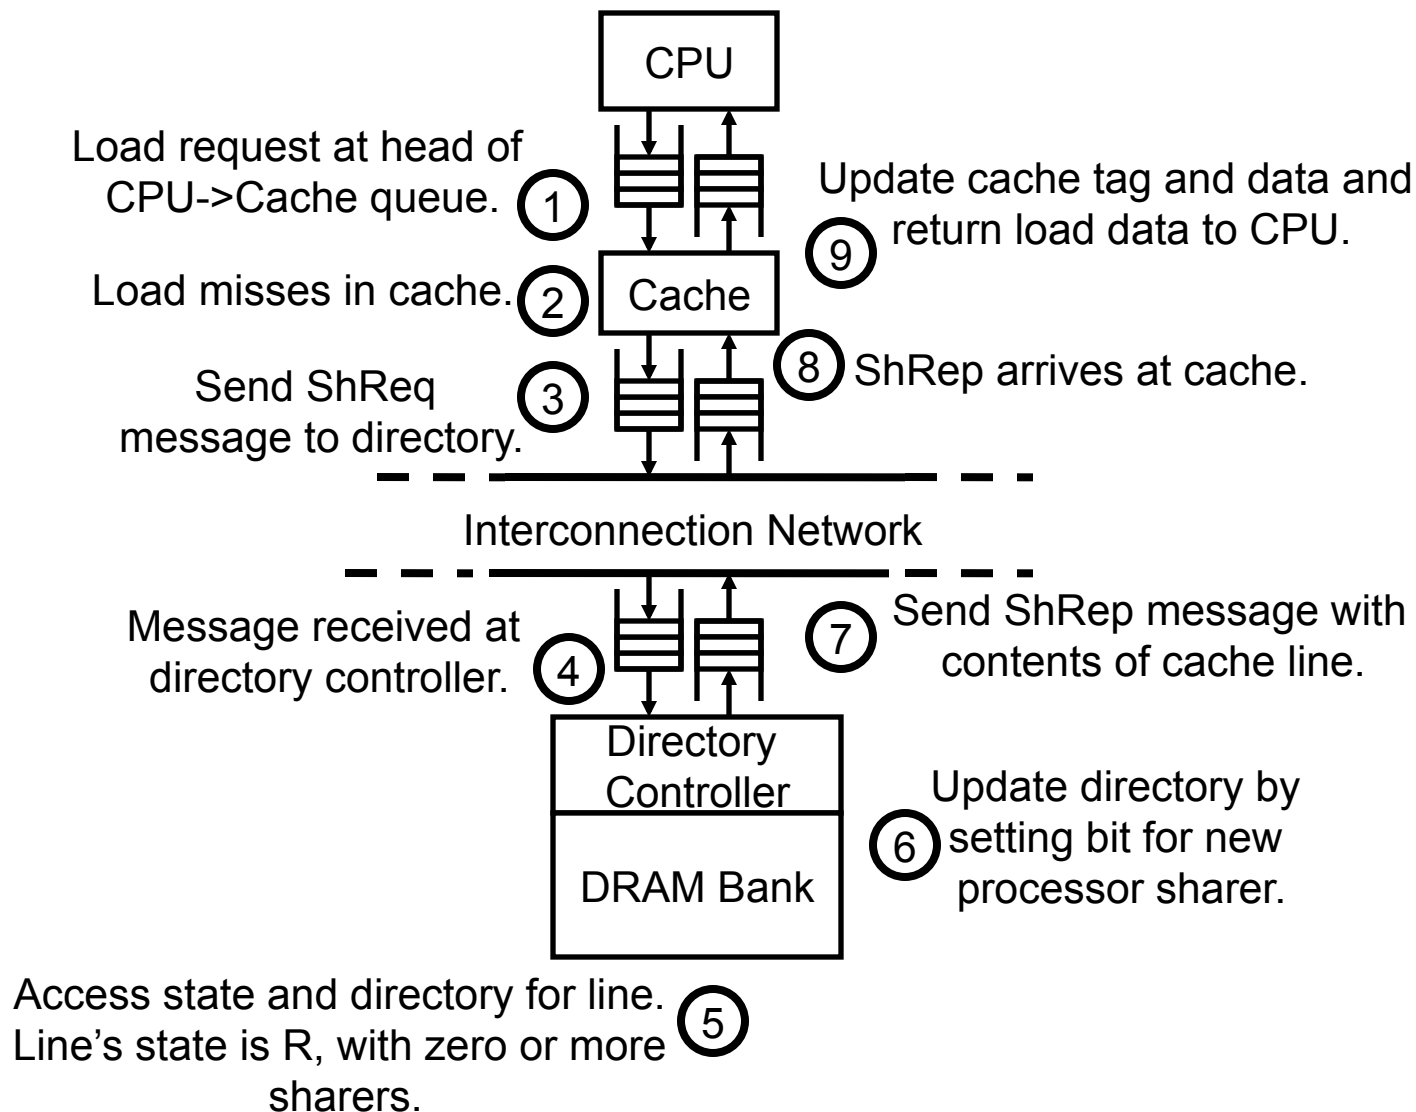 CPU
Load request at head of
CPU->Cache queue.
1
Update cache tag and data and
return load data to CPU.
9
Load misses in cache.
2
Cache
Send ShReq
message to directory.
3
8
ShRep arrives at cache.
Interconnection Network
Message received at
directory controller.
4
7
Send ShRep message with
contents of cache line.
Directory
Controller
DRAM Bank
6
Update directory by
setting bit for new
processor sharer.
Access state and directory for line.
Line’s state is R, with zero or more
sharers.
5